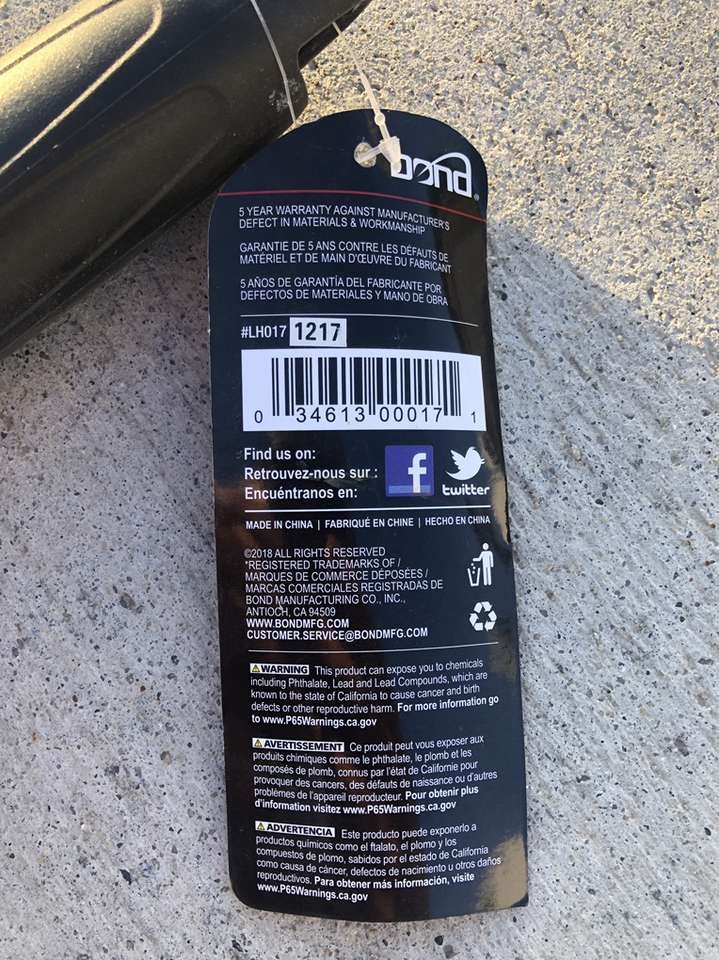 bond®
5 YEAR WARRANTY AGAINST MANUFACTURER'S
DEFECT IN MATERIALS & WORKMANSHIP
GARANTIE DE 5 ANS CONTRE LES DÉFAUTS DE
MATÉRIEL ET DE MAIN D'ŒUVRE DU FABRICANT
5 AÑOS DE GARANTÍA DEL FABRICANTE POR
DEFECTOS DE MATERIALES Y MANO DE OBRA
#LH017 1217
0 34613 00017 1
Find us on:
Retrouvez-nous sur :
Encuéntranos en:
f
twitter
MADE IN CHINA | FABRIQUÉ EN CHINE | HECHO EN CHINA
©2018 ALL RIGHTS RESERVED
*REGISTERED TRADEMARKS OF /
MARQUES DE COMMERCE DÉPOSÉES /
MARCAS COMERCIALES REGISTRADAS DE
BOND MANUFACTURING CO., INC.,
ANTIOCH, CA 94509
WWW.BONDMFG.COM
CUSTOMER.SERVICE@BONDMFG.COM
WARNING This product can expose you to chemicals
including Phthalate, Lead and Lead Compounds, which are
known to the state of California to cause cancer and birth
defects or other reproductive harm. For more information go
to www.P65Warnings.ca.gov
AVERTISSEMENT Ce produit peut vous exposer aux
produits chimiques comme le phthalate, le plomb et les
composés de plomb, connus par l'état de Californie pour
provoquer des cancers, des défauts de naissance ou d'autres
problèmes de l'appareil reproducteur. Pour obtenir plus
d'information visitez www.P65Warnings.ca.gov
ADVERTENCIA Este producto puede exponerlo a
productos químicos como el ftalato, el plomo y los
compuestos de plomo, sabidos por el estado de California
como causa de cáncer, defectos de nacimiento u otros daños
reproductivos. Para obtener más información, visite
www.P65Warnings.ca.gov